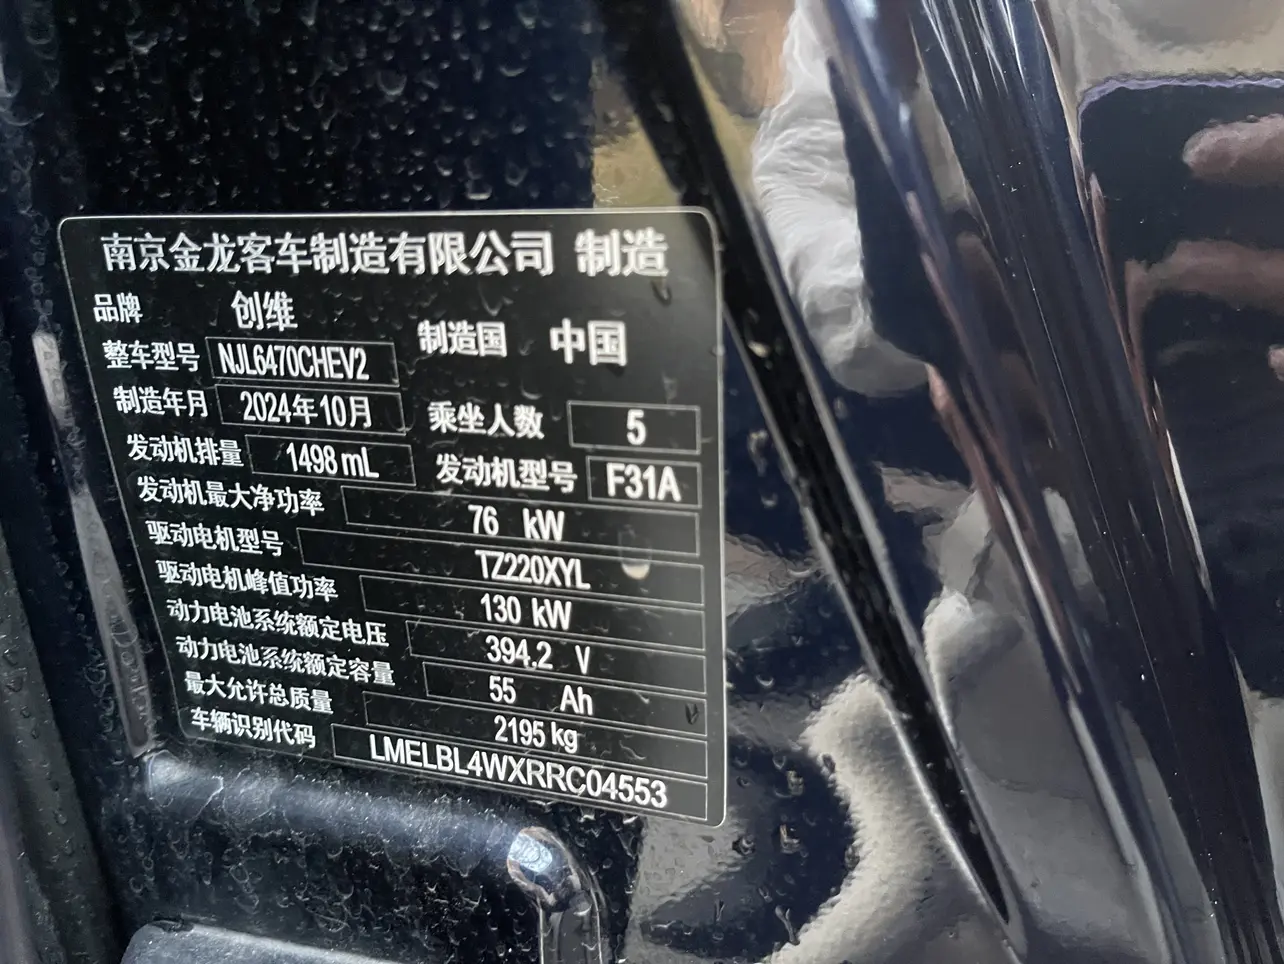 南京金龙客车制造有限公司 制造
品牌 创维
制造国 中国
整车型号 NJL6470CHEV2
制造年月 2024年10月
乘坐人数 5
发动机排量 1498 mL
发动机型号 F31A
发动机最大净功率 76 kW
驱动电机型号 TZ220XYL
驱动电机峰值功率 130 kW
动力电池系统额定电压 394.2 V
动力电池系统额定容量 55 Ah
最大允许总质量 2195 kg
车辆识别代码 LMELBL4WXRRC04553